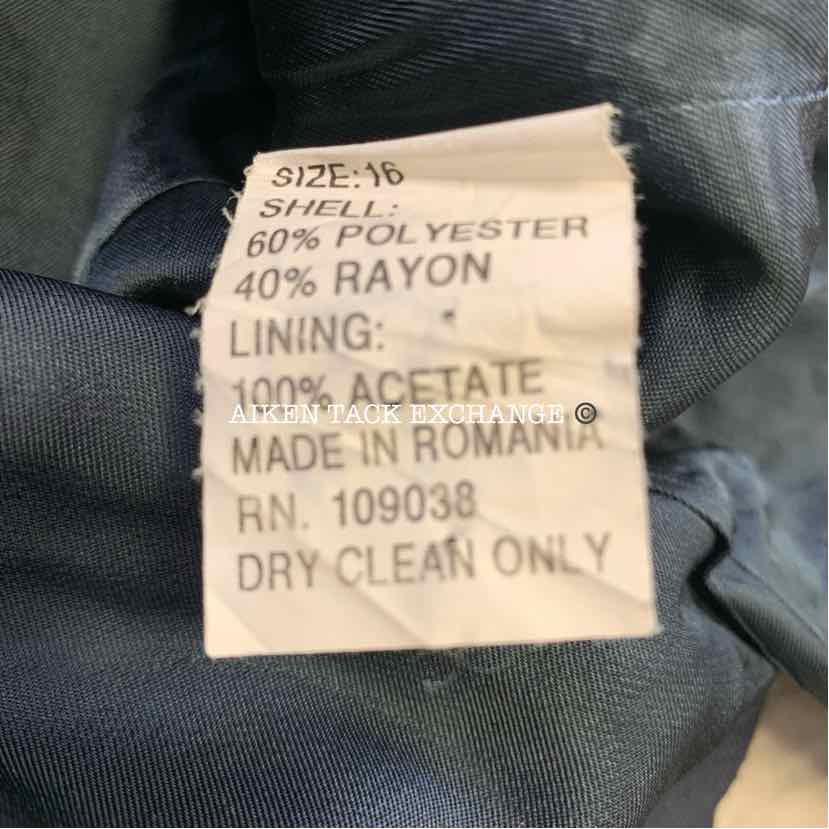 SIZE:16
SHELL:
60% POLYESTER
40% RAYON
LINING:
100% ACETATE
AIKEN TACK EXCHANGE ©
MADE IN ROMANIA
RN. 109038
DRY CLEAN ONLY